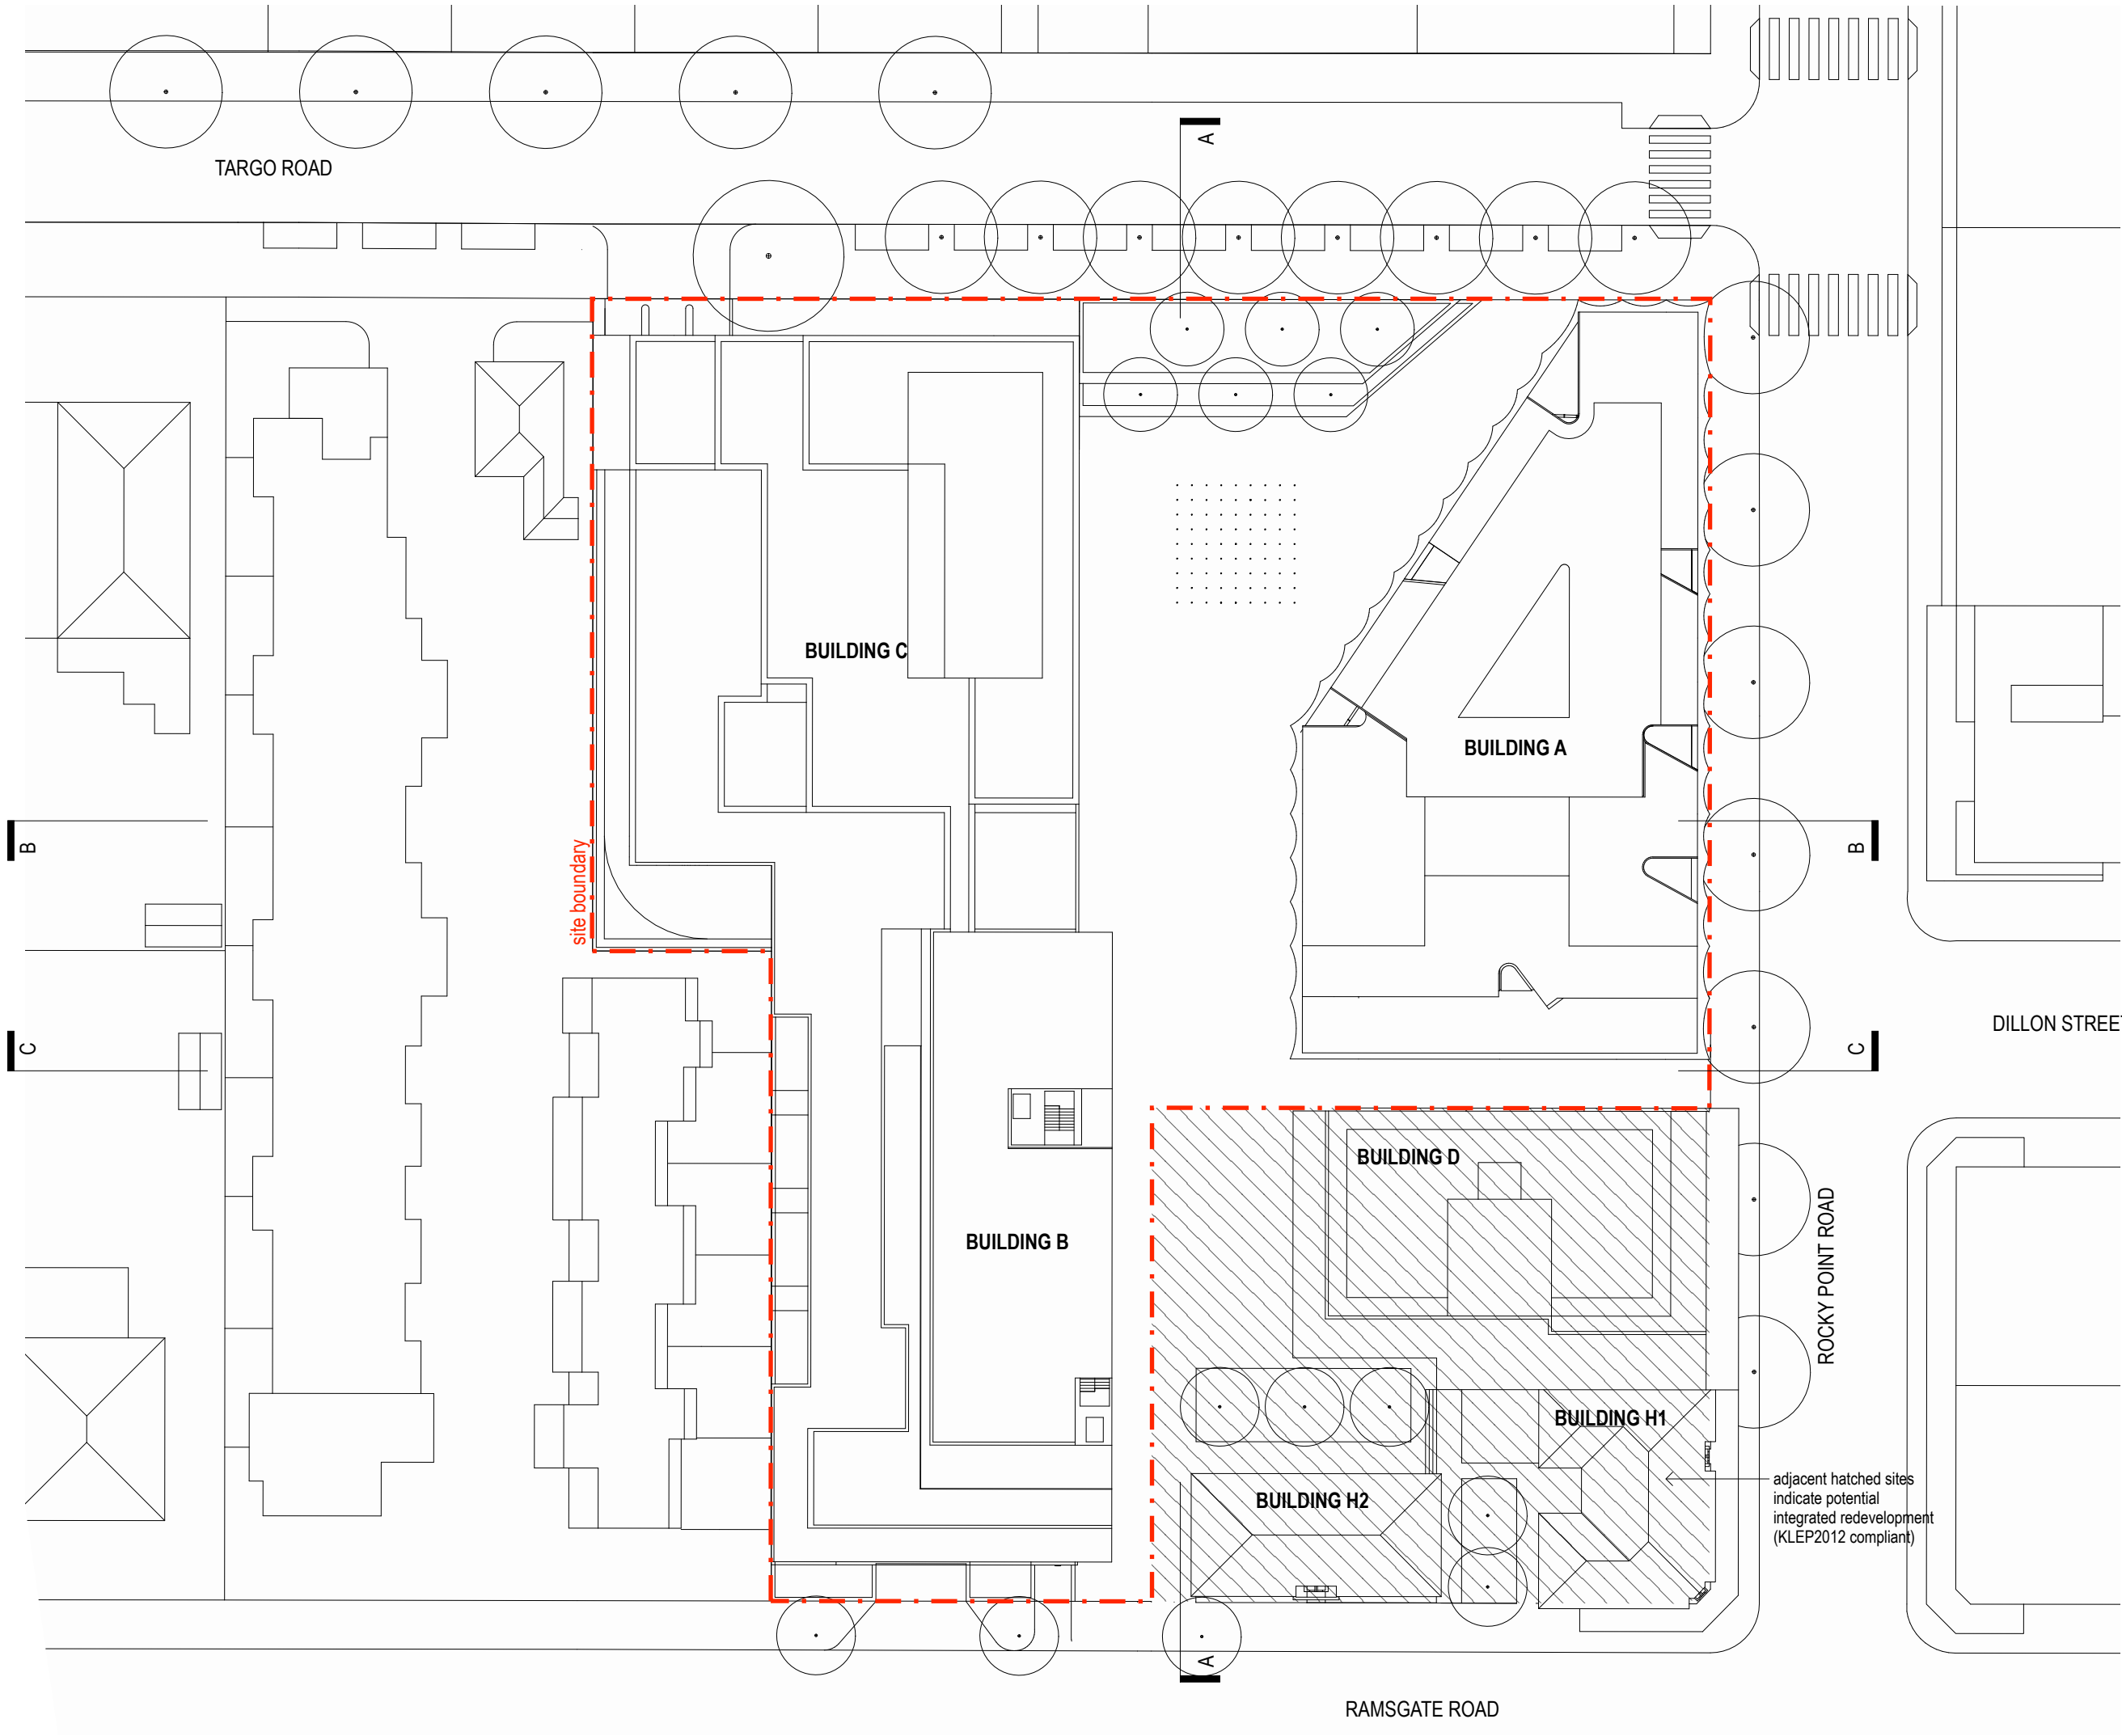 A
TARGO ROAD
BUILDING C
BUILDING A
B
site boundary
B
C
C
DILLON STREE
BUILDING D
BUILDING B
ROCKY POINT ROAD
BUILDING H1
adjacent hatched sites
indicate potential
integrated redevelopment
(KLEP2012 compliant)
BUILDING H2
A
RAMSGATE ROAD